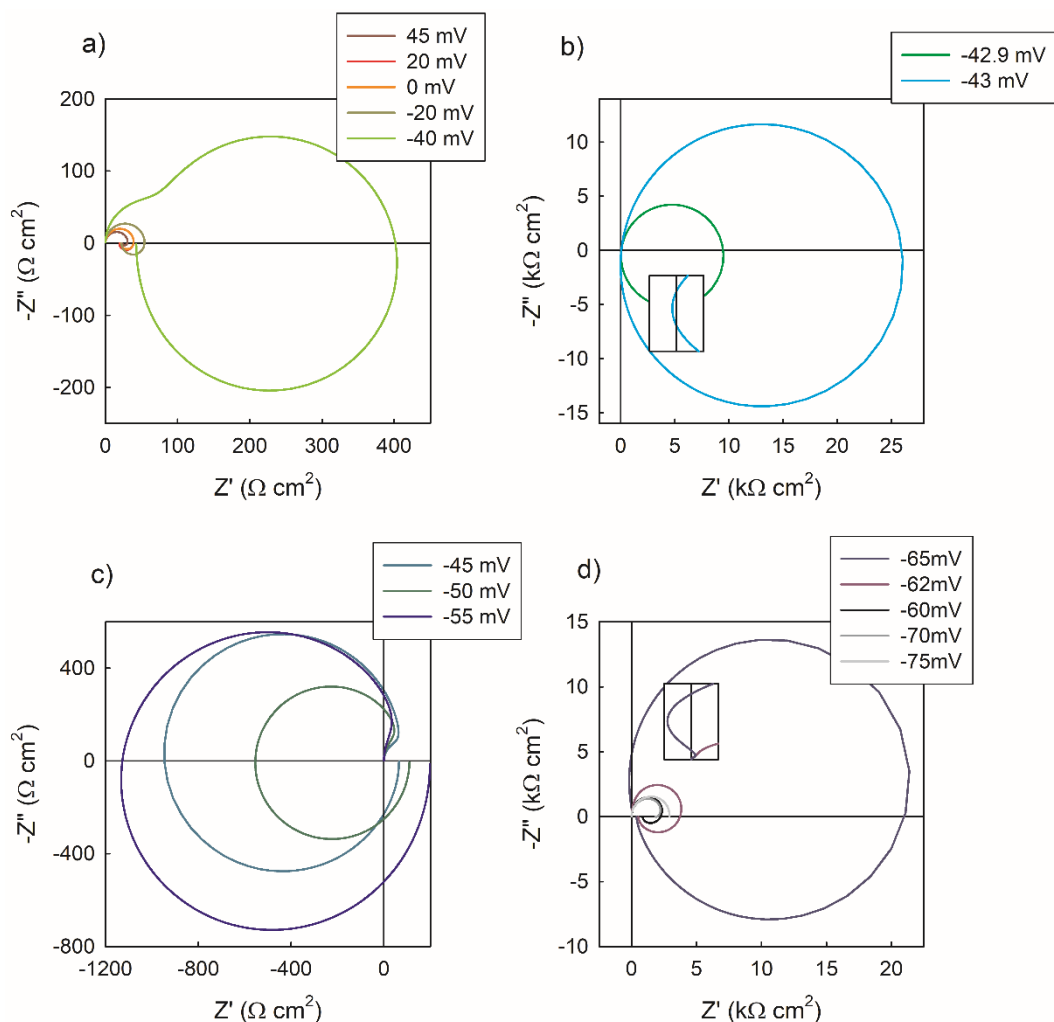 a)
45 mV
20 mV
0 mV
-20 mV
-40 mV
200
100
0
-100
-200
-Z" (Ω cm²)
0 100 200 300 400
Z' (Ω cm²)
b)
-42.9 mV
-43 mV
10
5
0
-5
-10
-15
-Z" (kΩ cm²)
0 5 10 15 20 25
Z' (kΩ cm²)
c)
-45 mV
-50 mV
-55 mV
400
0
-400
-800
-Z" (Ω cm²)
-1200 -800 -400 0
Z' (Ω cm²)
d)
-65mV
-62mV
-60mV
-70mV
-75mV
15
10
5
0
-5
-10
-Z" (kΩ cm²)
0 5 10 15 20
Z' (kΩ cm²)